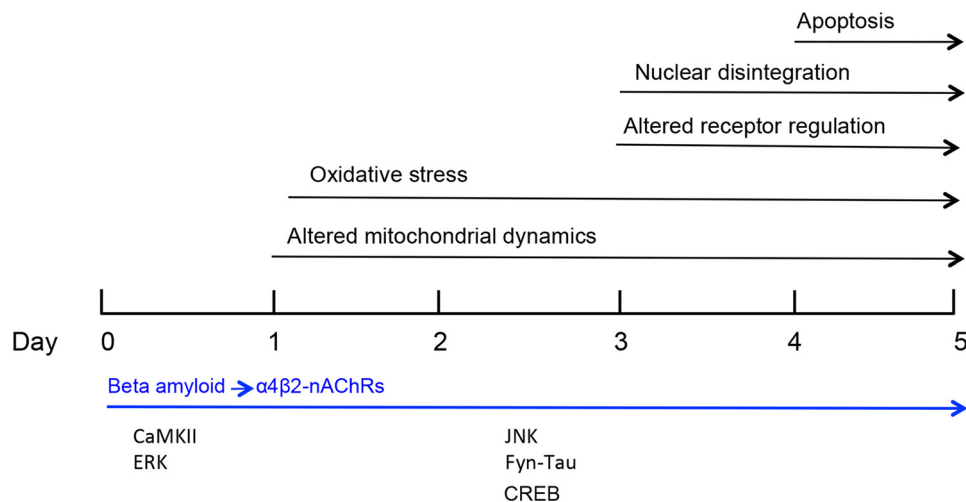 Apoptosis
Nuclear disintegration
Altered receptor regulation
Oxidative stress
Altered mitochondrial dynamics
Day 0 1 2 3 4 5
Beta amyloid → α4β2-nAChRs
CaMKII JNK
ERK Fyn-Tau
CREB